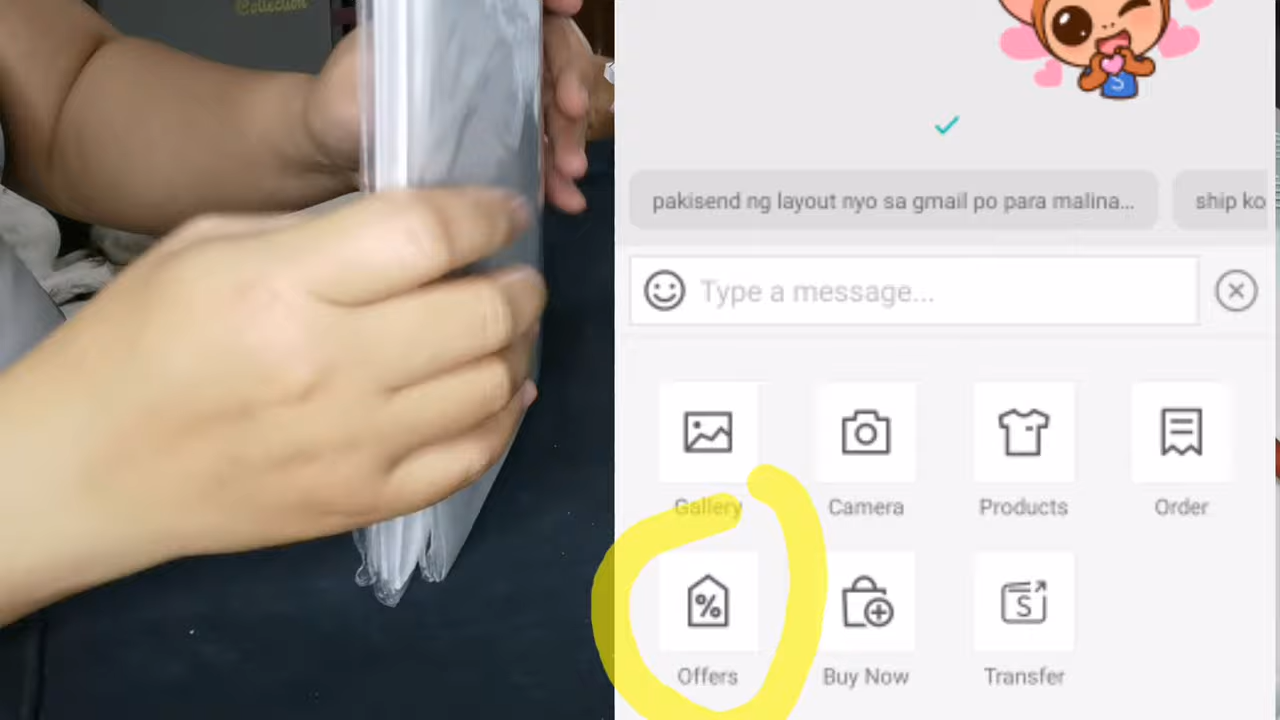 Collection
S
pakisend ng layout nyo sa gmail po para malina...
ship ko
Type a message...
Gallery
Camera
Products
Order
%
S
Offers
Buy Now
Transfer